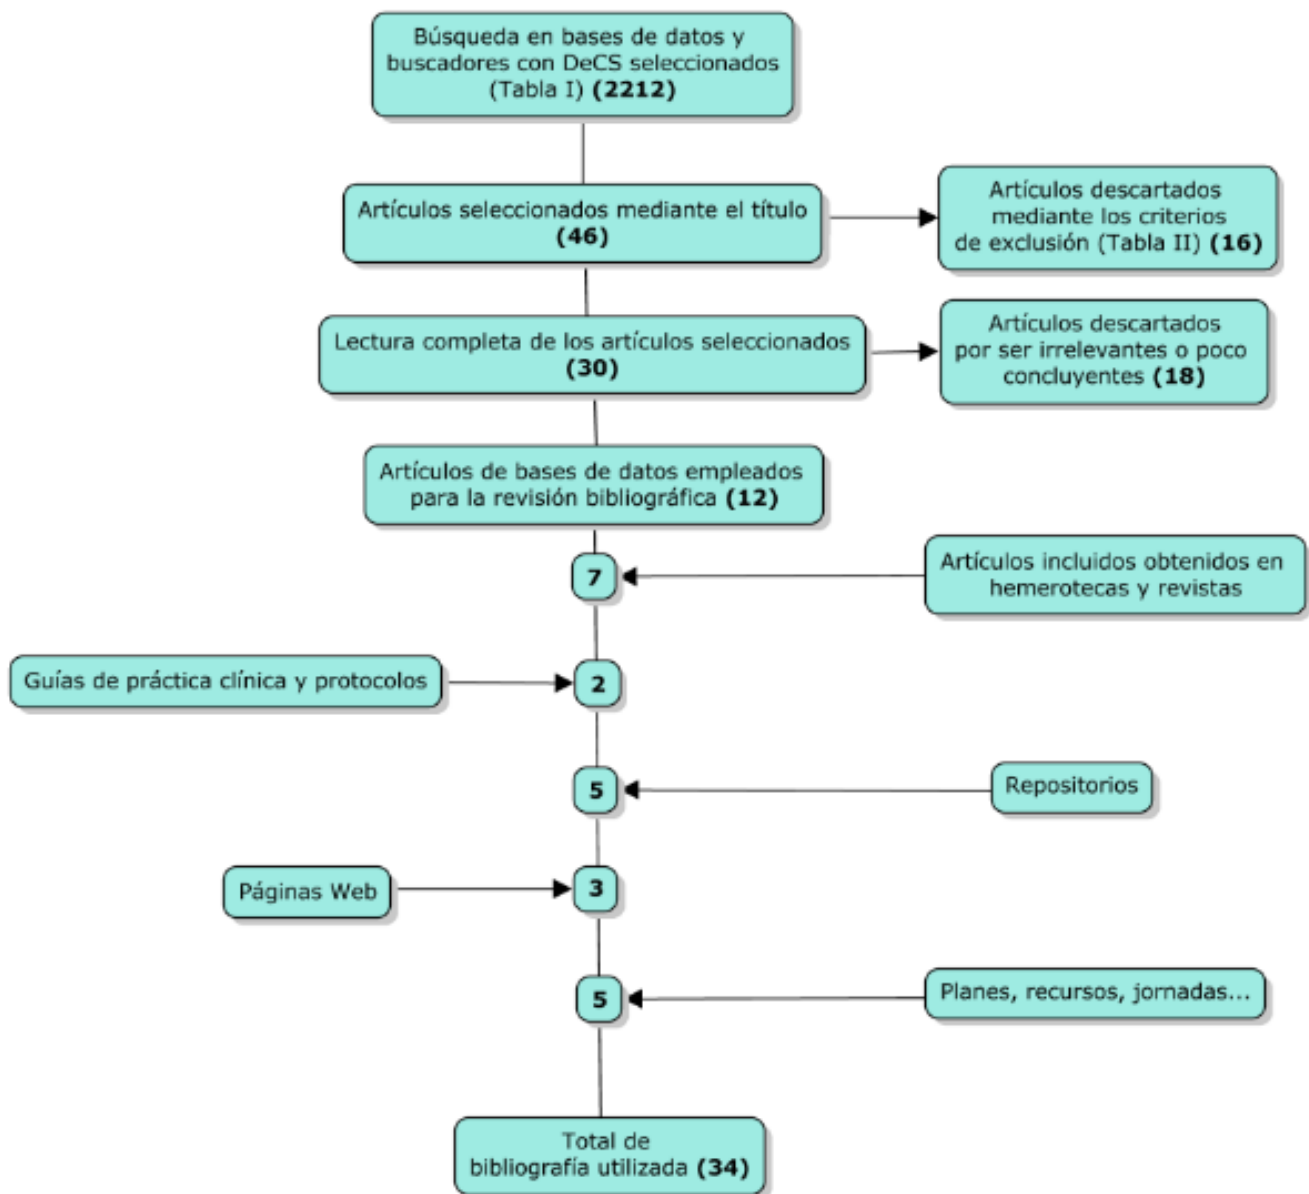 Búsqueda en bases de datos y
buscadores con DeCS seleccionados
(Tabla I) (2212)
Artículos seleccionados mediante el título
(46)
Artículos descartados
mediante los criterios
de exclusión (Tabla II) (16)
Lectura completa de los artículos seleccionados
(30)
Artículos descartados
por ser irrelevantes o poco
concluyentes (18)
Artículos de bases de datos empleados
para la revisión bibliográfica (12)
7
Artículos incluidos obtenidos en
hemerotecas y revistas
Guías de práctica clínica y protocolos
2
5
Repositorios
Páginas Web
3
5
Planes, recursos, jornadas...
Total de
bibliografía utilizada (34)